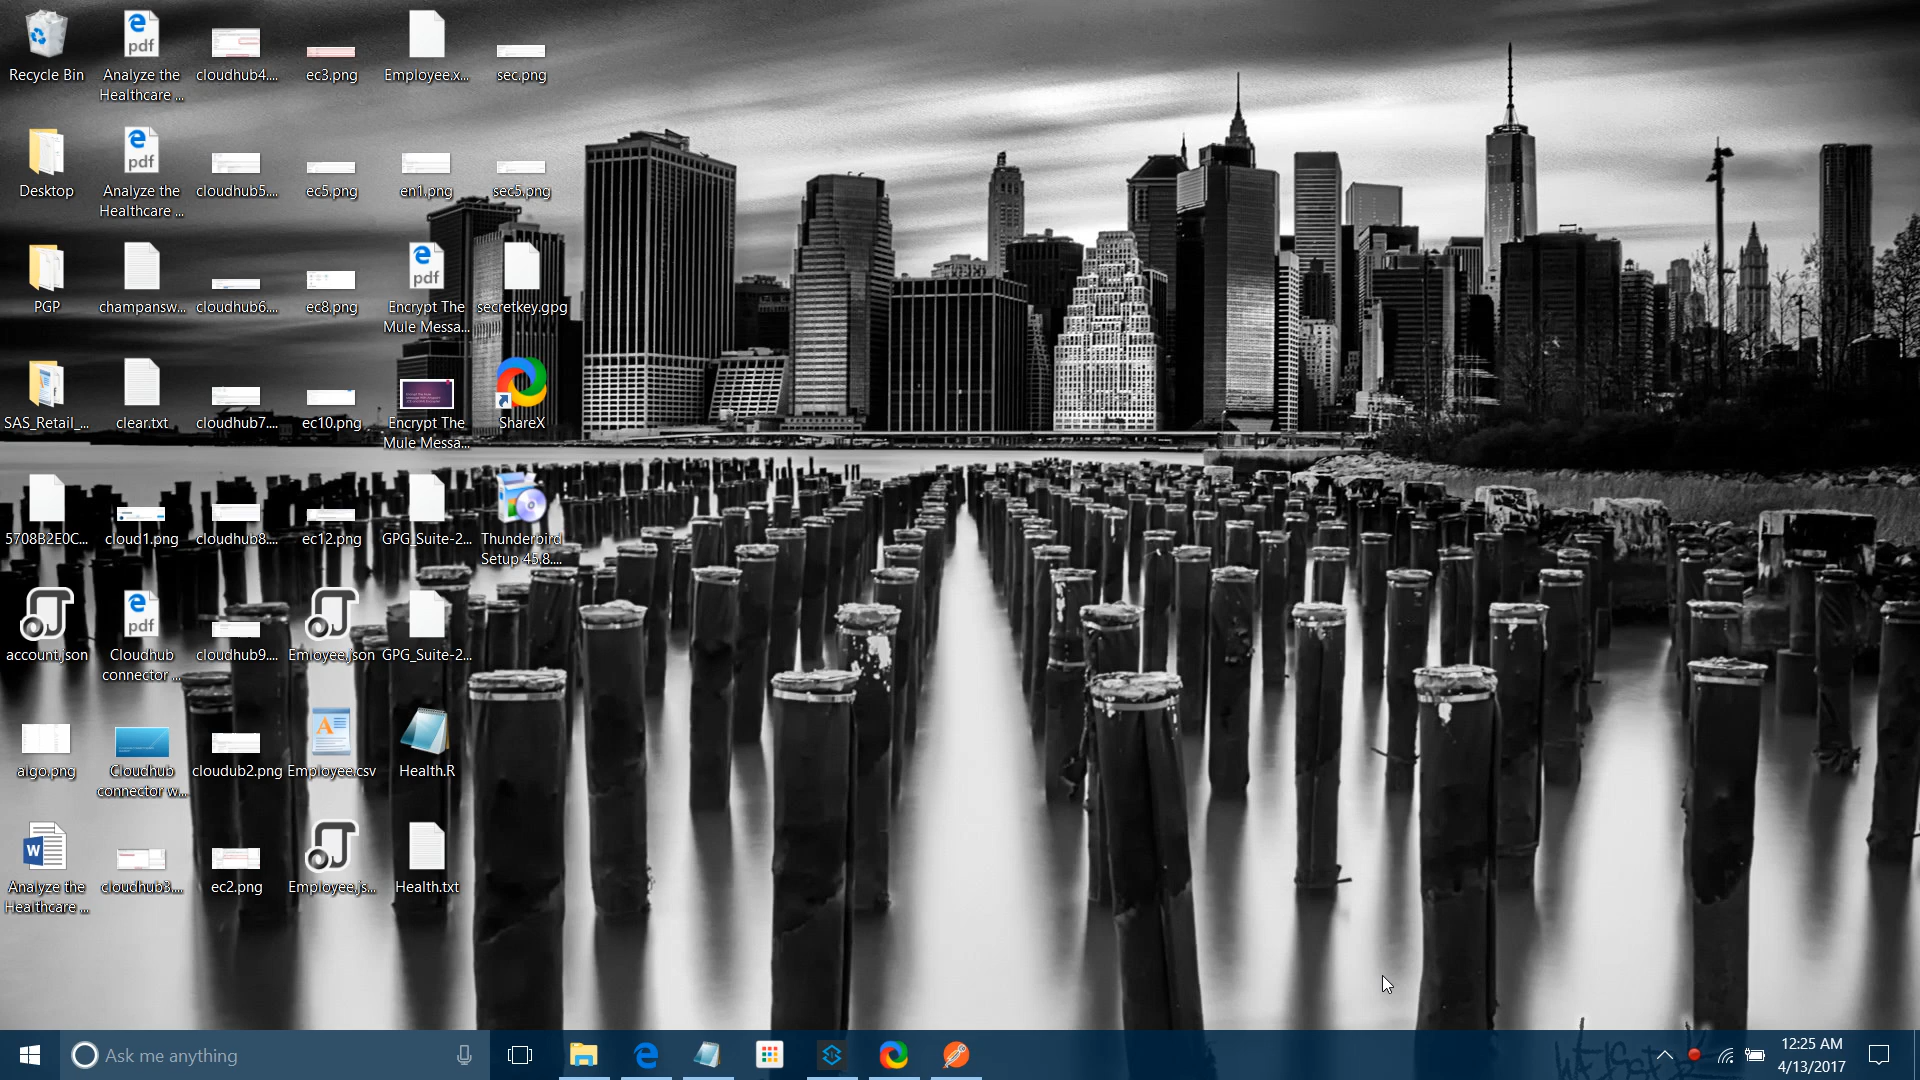 Recycle Bin
Analyze the
Healthcare ...
cloudhub4....
ec3.png
Employee.x...
sec.png
Desktop
Analyze the
Healthcare ...
cloudhub5....
ec5.png
en1.png
sec5.png
PGP
champansw...
cloudhub6....
ec8.png
Encrypt The
Mule Messa...
secretkey.gpg
SAS_Retail_...
clear.txt
cloudhub7....
ec10.png
Encrypt The
Mule Messa...
ShareX
5708B2E0C...
cloud1.png
cloudhub8....
ec12.png
GPG_Suite-2...
Thunderbird
Setup 45.8....
account.json
Cloudhub
connector ...
cloudhub9....
Emloyee.json
GPG_Suite-2...
algo.png
Cloudhub
connector w...
cloudub2.png
Employee.csv
Health.R
Analyze the
Healthcare ...
cloudhub3....
ec2.png
Employee.js...
Health.txt
pdf
pdf
pdf
pdf
Ask me anything
12:25 AM
4/13/2017